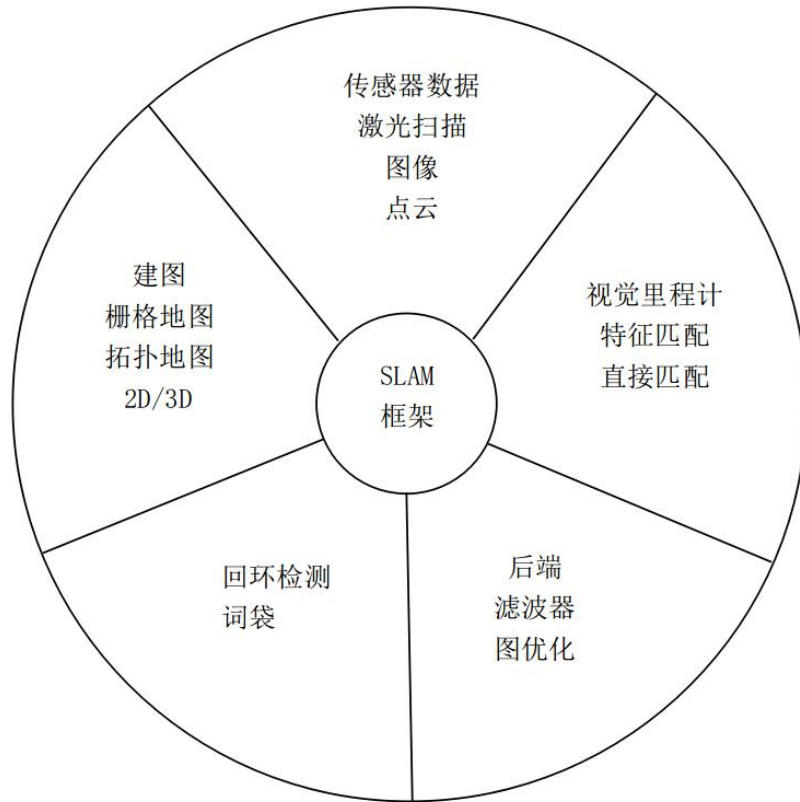 传感器数据
激光扫描
图像
点云
视觉里程计
特征匹配
直接匹配
后端
滤波器
图优化
回环检测
词袋
建图
栅格地图
拓扑地图
2D/3D
SLAM
框架